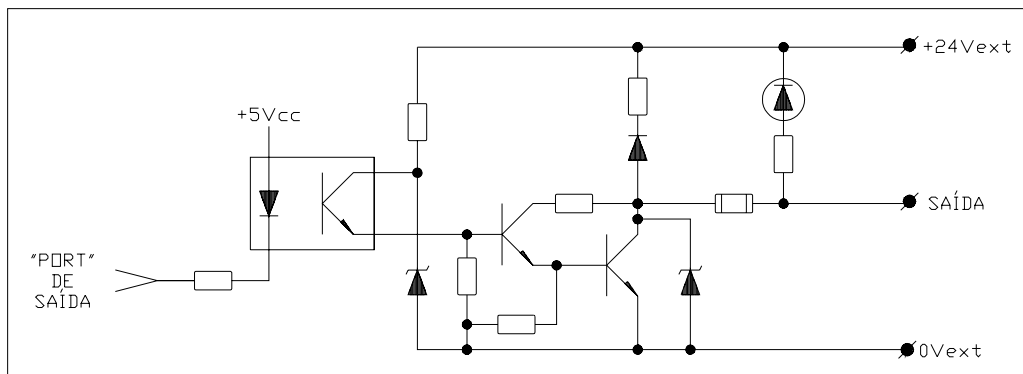 +24Vext
+5Vcc
SAÍDA
"PORT"
DE
SAÍDA
0Vext